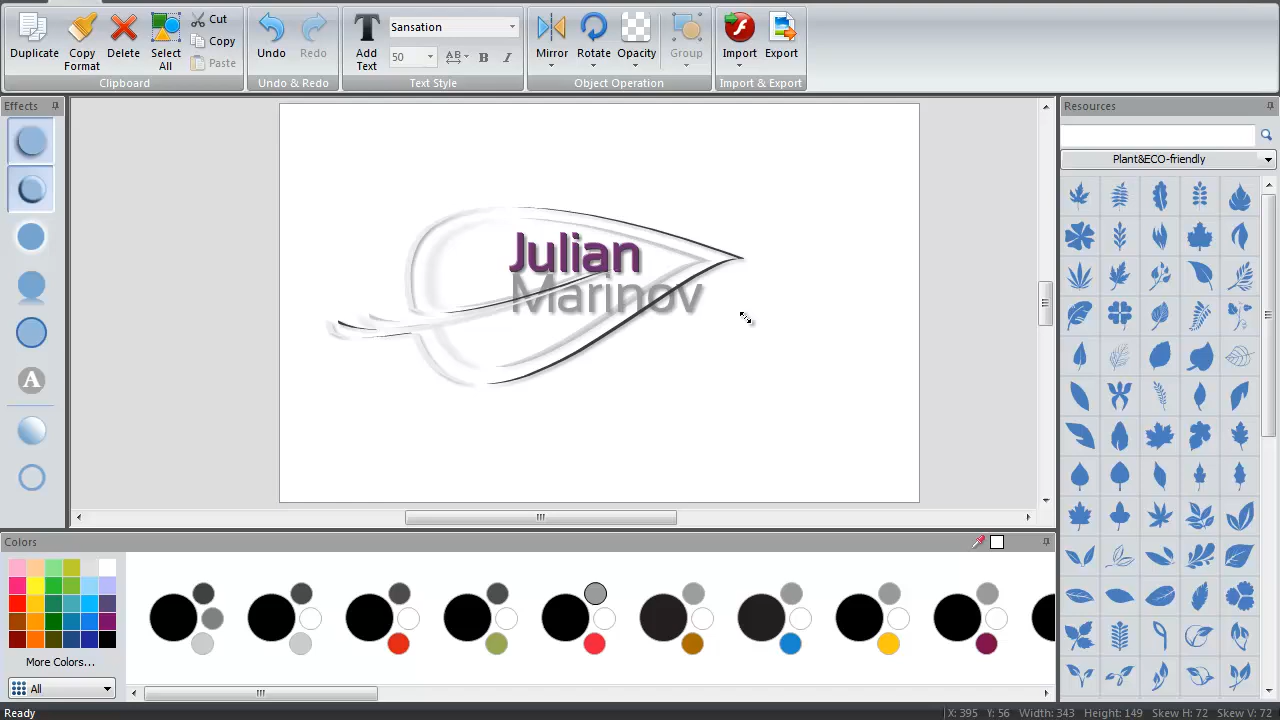 Duplicate
Copy Format
Delete
Select All
Cut
Copy
Paste
Clipboard
Undo
Redo
Undo & Redo
Add Text
Sansation
50
AB
B
I
Text Style
Mirror
Rotate
Opacity
Group
Object Operation
Import
Export
Import & Export
Effects
A
Resources
Plant&ECO-friendly
Julian
Marinov
Colors
More Colors...
All
Ready
X: 395 Y: 56 Width: 343 Height: 149 Skew H: 72 Skew V: 72